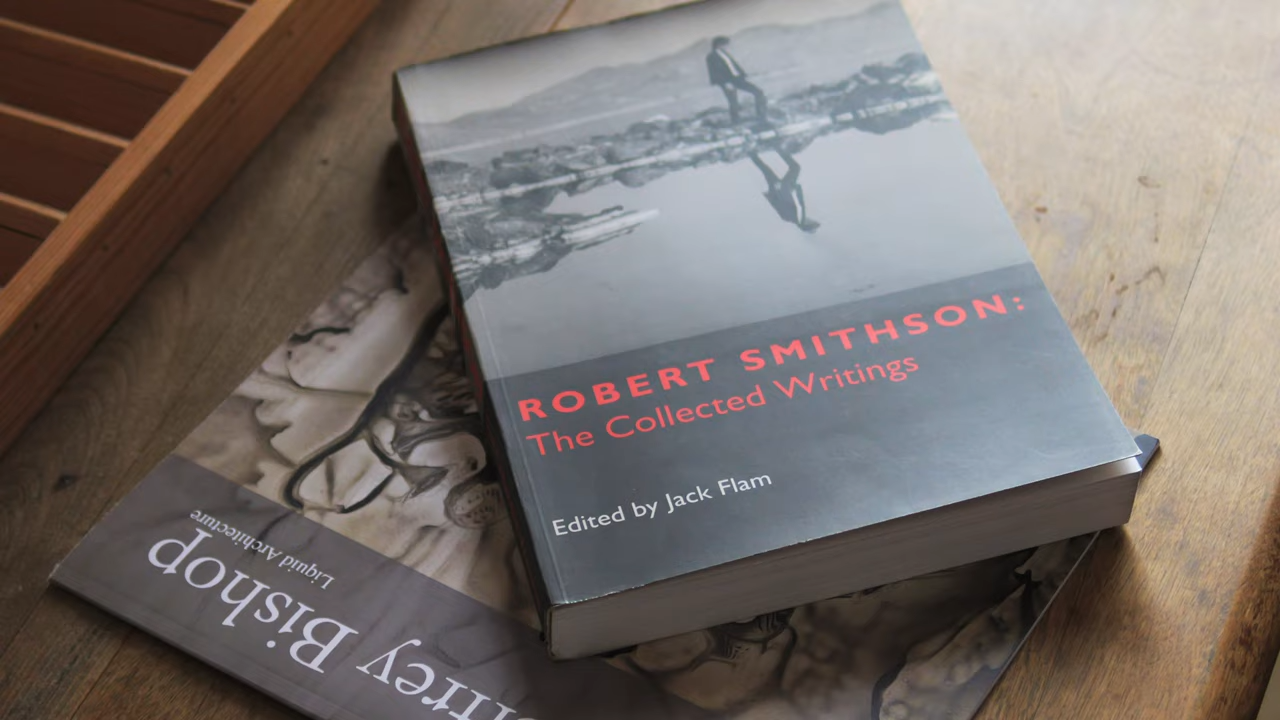 ROBERT SMITHSON:
The Collected Writings
Edited by Jack Flam
Liquid Architecture
Bishop